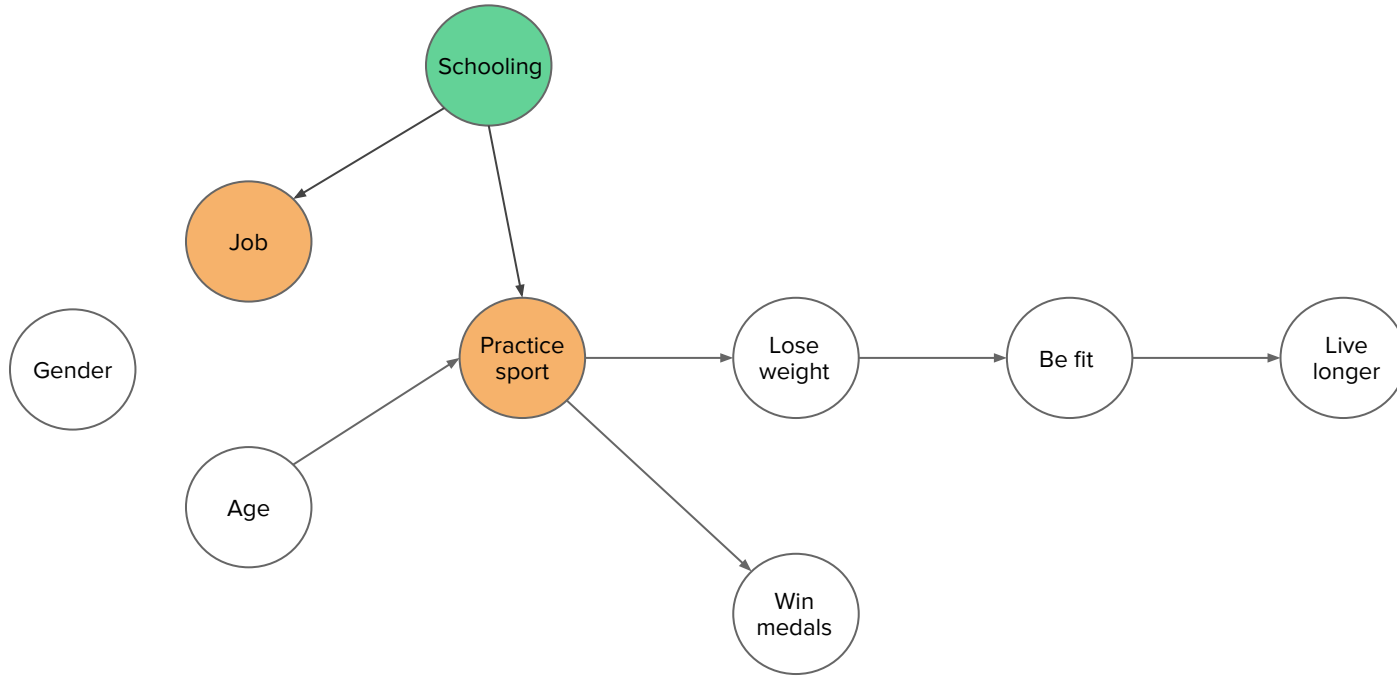 Schooling
Job
Gender
Practice
sport
Lose
weight
Be fit
Live
longer
Age
Win
medals